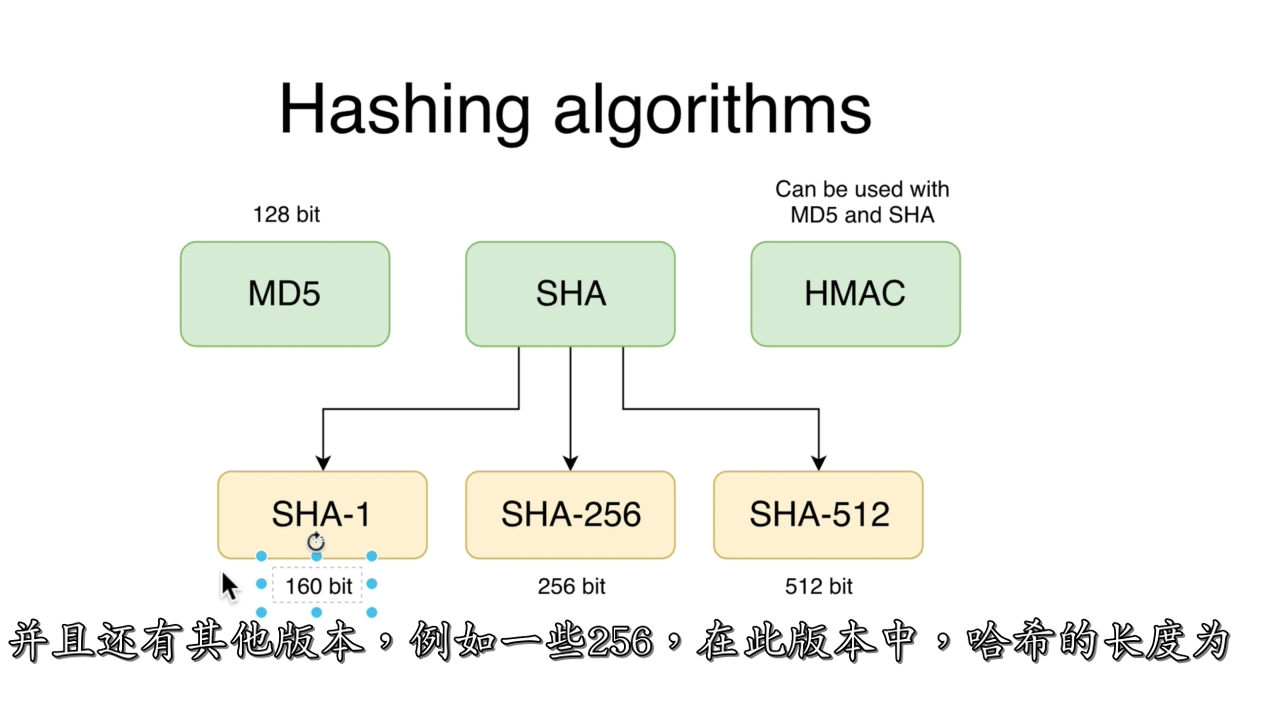 Hashing algorithms
Can be used with
MD5 and SHA
128 bit
MD5
SHA
HMAC
SHA-1
SHA-256
SHA-512
160 bit
256 bit
512 bit
并且还有其他版本，例如一些256，在此版本中，哈希的长度为